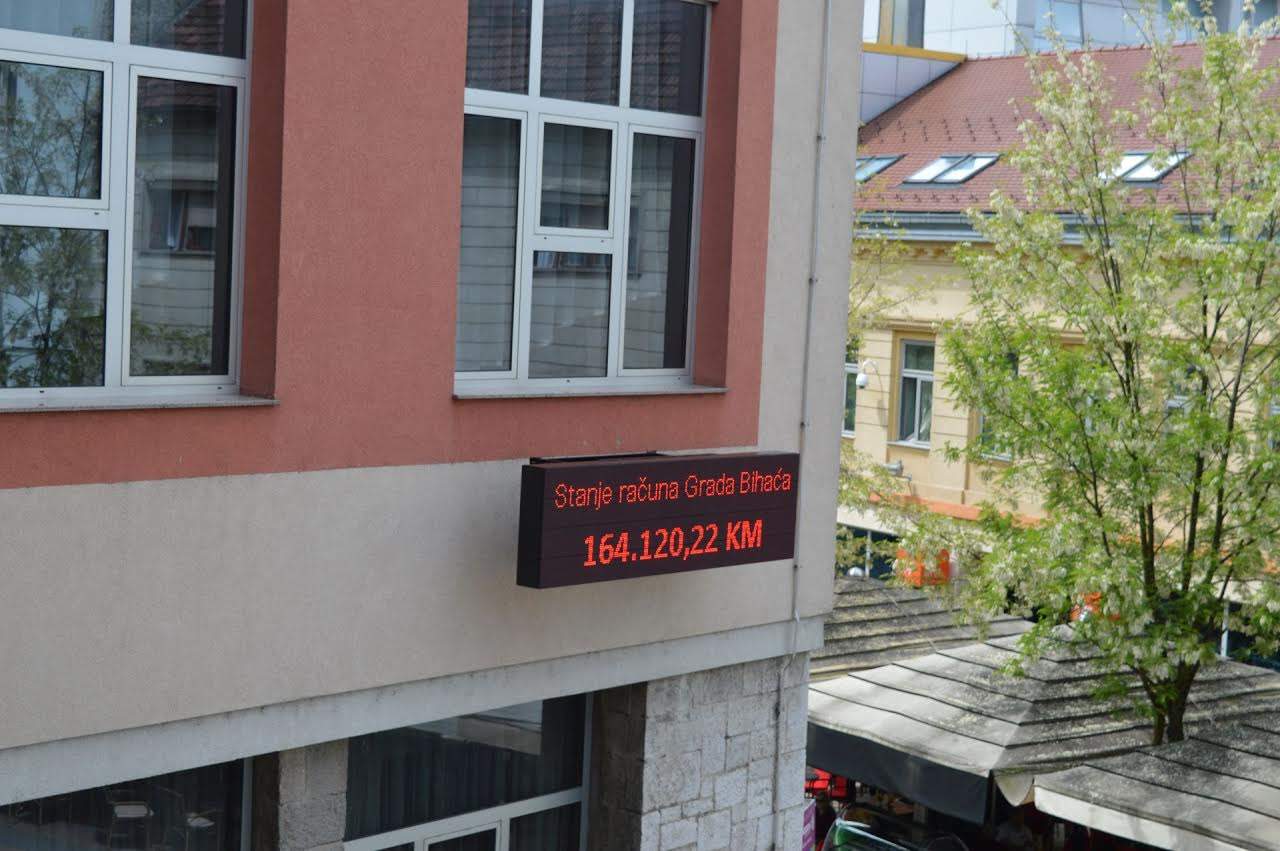 Stanje računa Grada Bihaća
164.120,22 KM